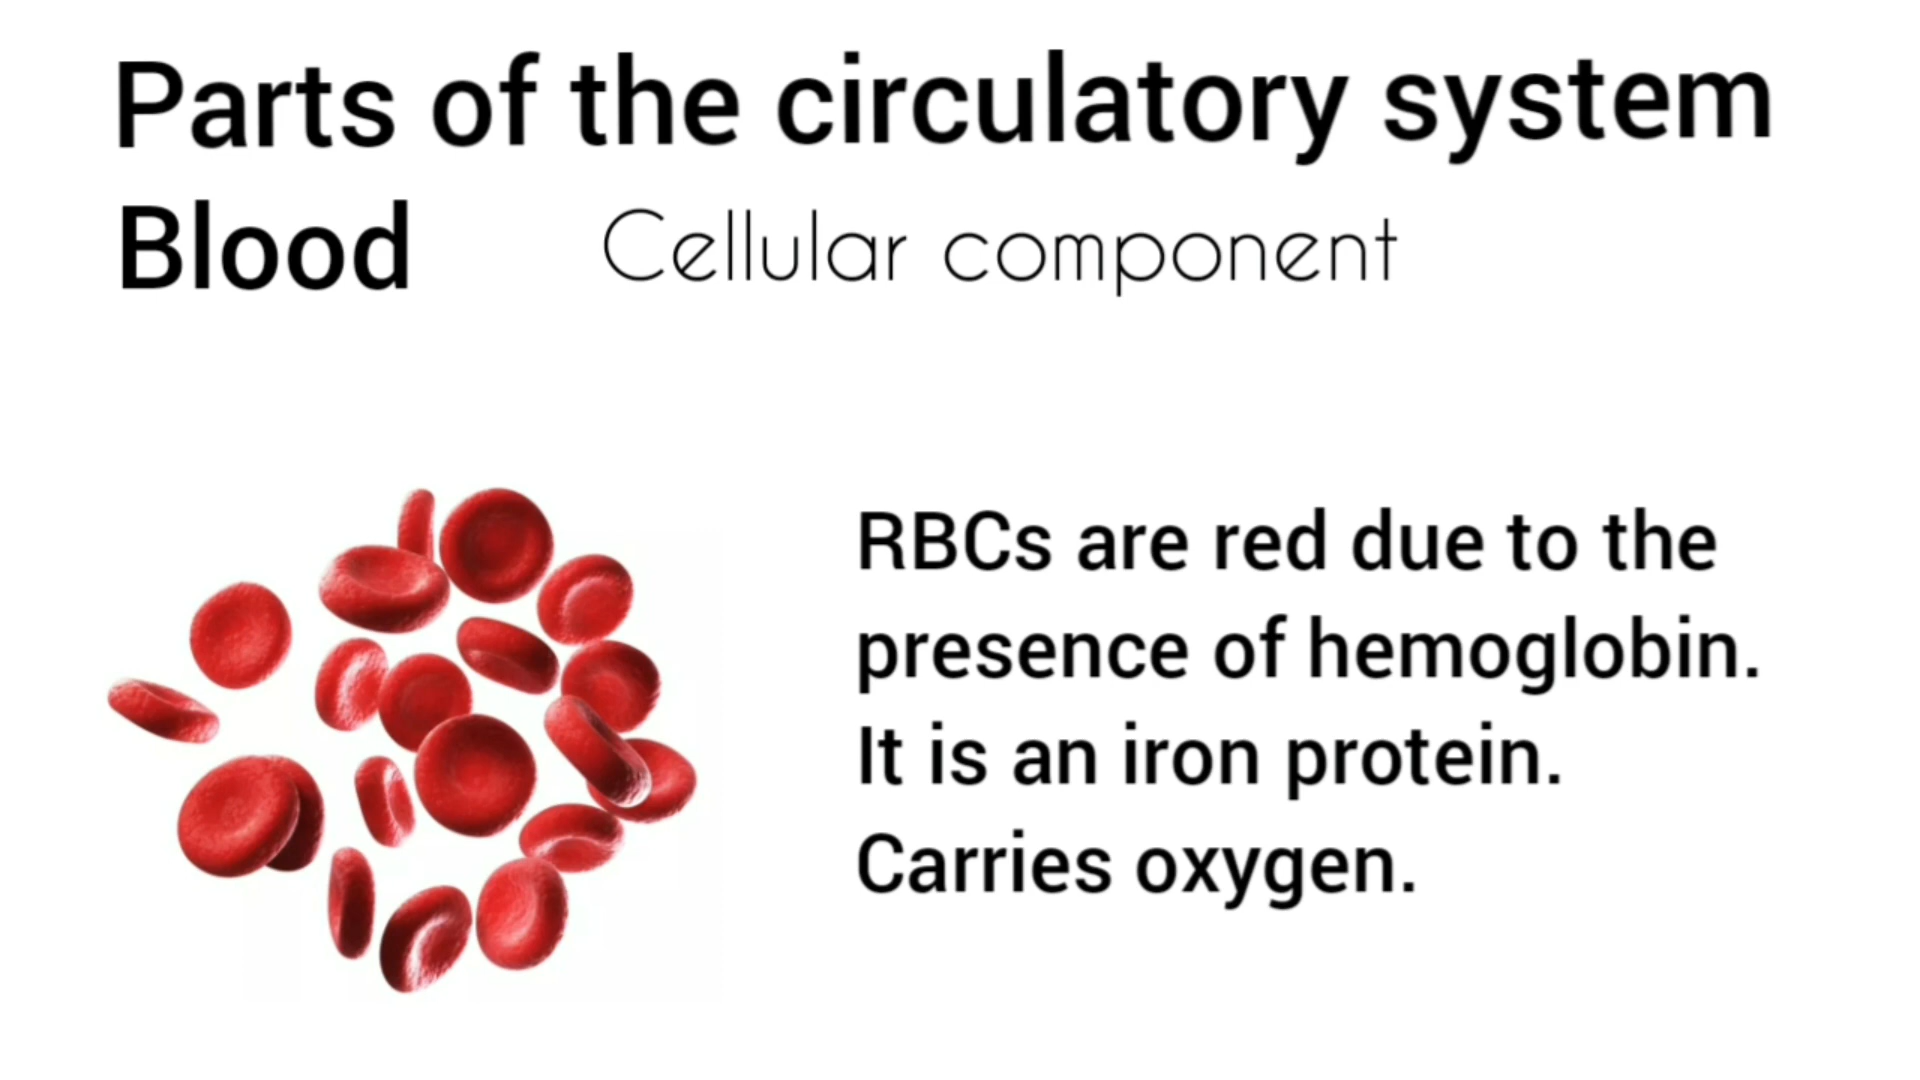 Parts of the circulatory system
Blood Cellular component
RBCs are red due to the
presence of hemoglobin.
It is an iron protein.
Carries oxygen.